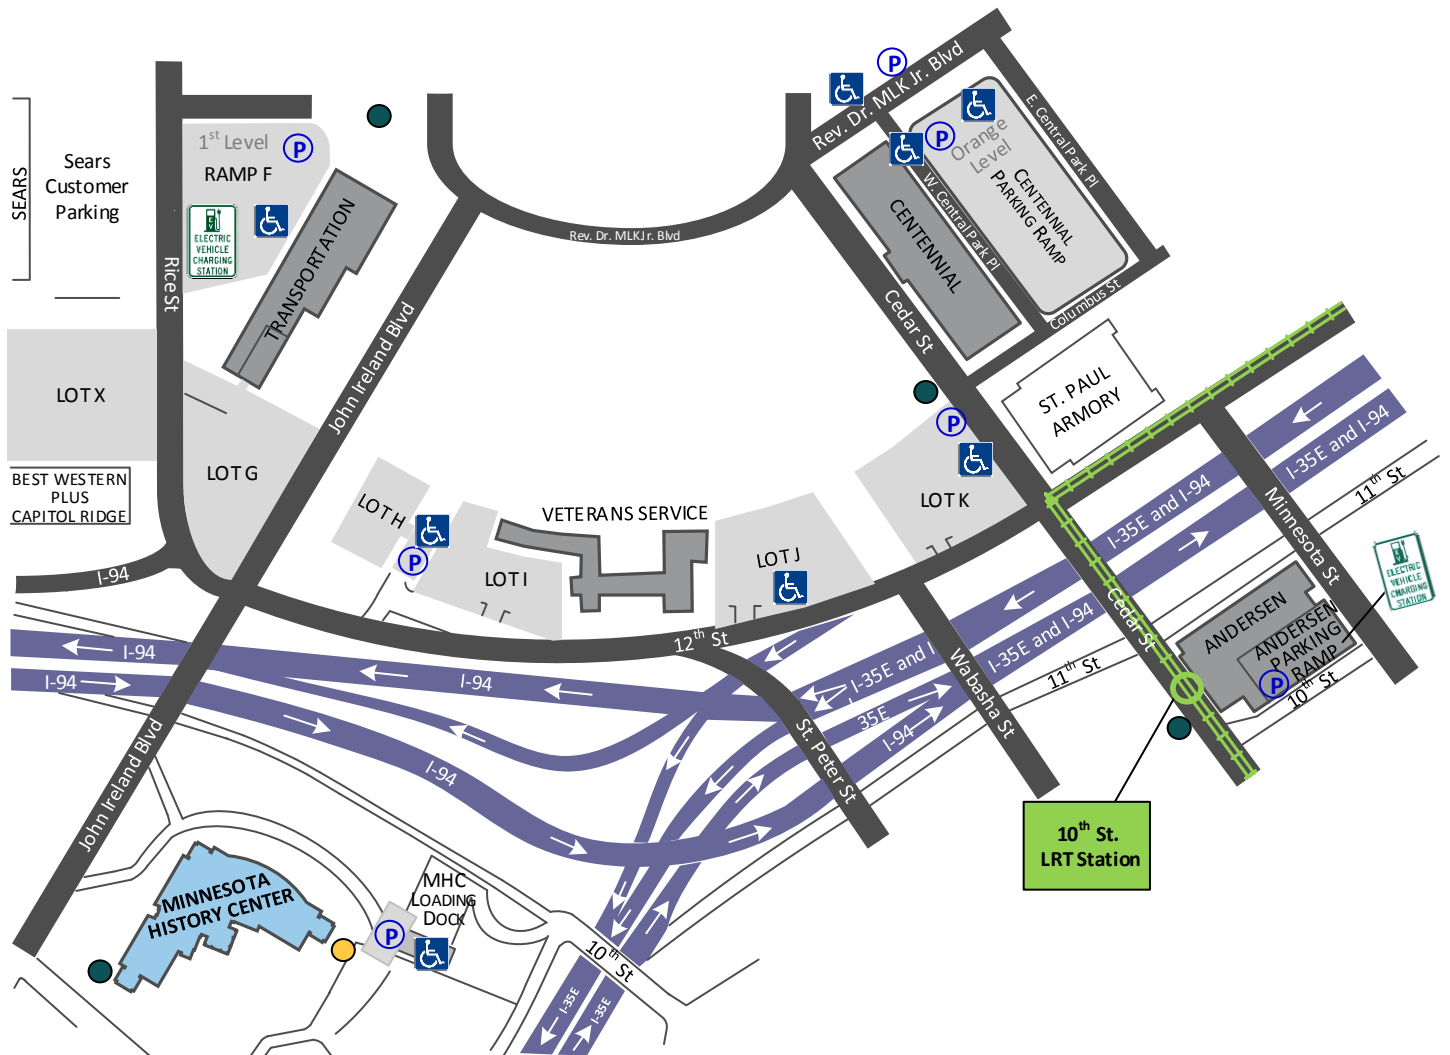 Rev. Dr. MLK Jr. Blvd
P
E. Central Park Pl
SEARS
Sears
Customer
Parking
1st Level
P
RAMP F
ELECTRIC
VEHICLE
CHARGING
STATION
TRANSPORTATION
Rice St
Rev. Dr. MLK Jr. Blvd
P
Orange
Level
CENTENNIAL
PARKING RAMP
W. Central Park Pl
CENTENNIAL
Columbus St
Cedar St
John Ireland Blvd
LOT X
BEST WESTERN
PLUS
CAPITOL RIDGE
LOT G
LOT H
P
LOT I
VETERANS SERVICE
LOT J
P
LOT K
ST. PAUL
ARMORY
I-35E and I-94
I-35E and I-94
I-35E and I-94
I-35E and I-94
11th St
Minnesota St
ELECTRIC
VEHICLE
CHARGING
STATION
I-94
12th St
I-94
I-94
I-94
I-94
I-35E and I
35E
I-94
Wabasha St
11th St
Cedar St
ANDERSEN
ANDERSEN
PARKING
RAMP
P
10th St
St. Peter St
John Ireland Blvd
10th St.
LRT Station
MINNESOTA
HISTORY CENTER
MHC
LOADING
DOCK
P
10th St
I-35E
I-35E